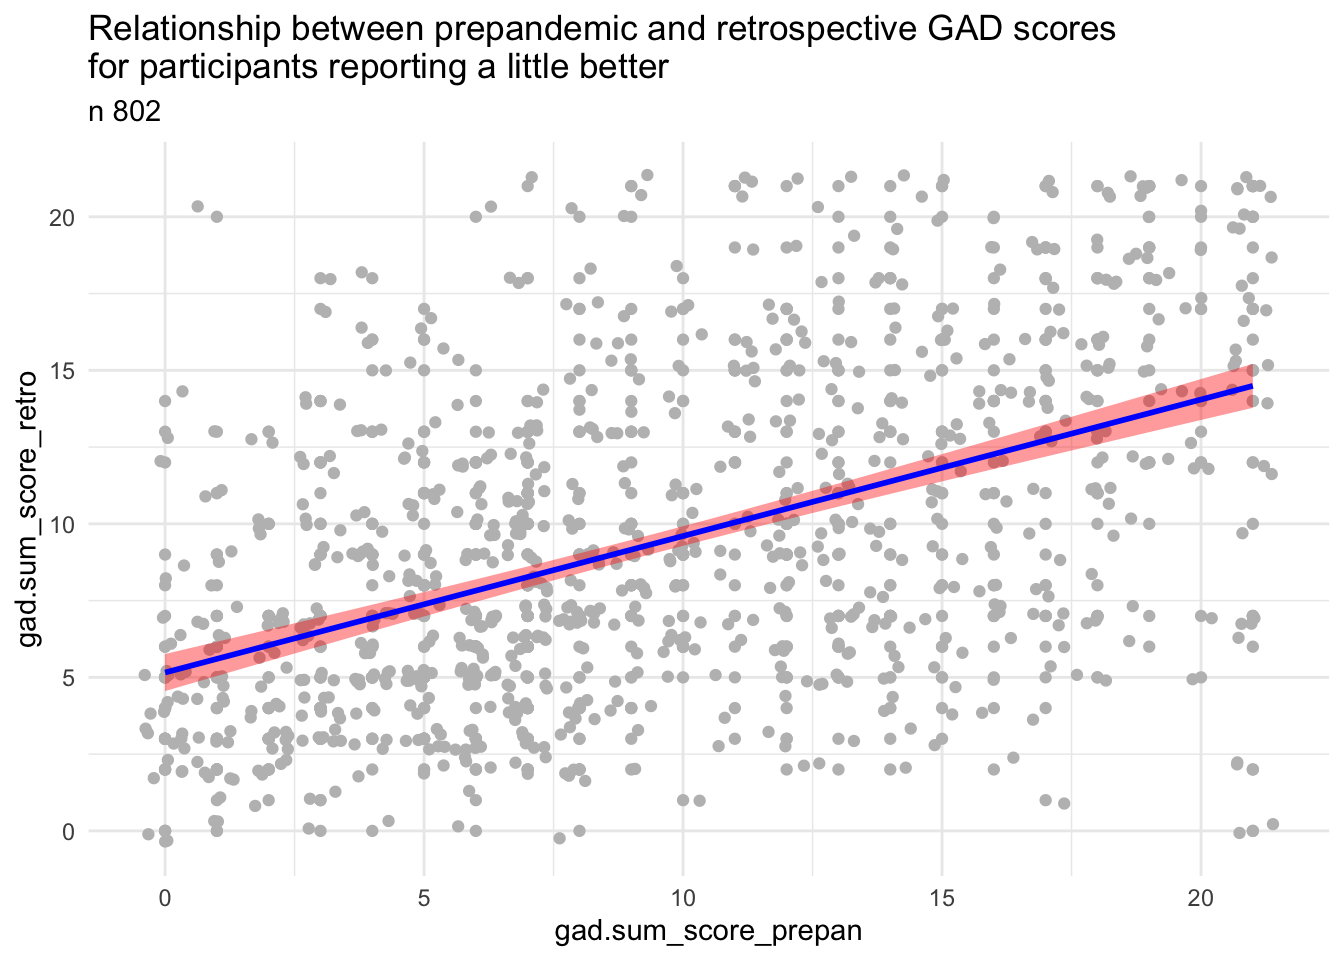 Relationship between prepandemic and retrospective GAD scores
for participants reporting a little better
n 802
gad.sum_score_retro
20
15
10
5
0
0 5 10 15 20
gad.sum_score_prepan